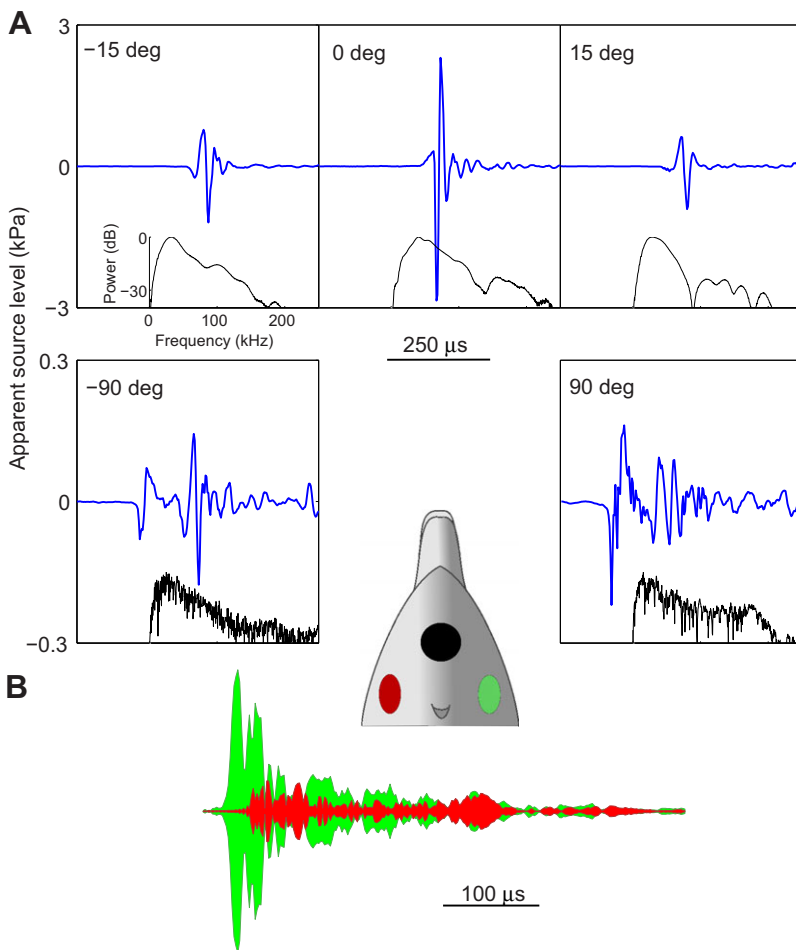 A
3
−15 deg
0 deg
15 deg
0
Apparent source level (kPa)
Power (dB)
0
−30
0
100
200
Frequency (kHz)
−3
250 µs
0.3
−90 deg
90 deg
0
−0.3
B
100 µs